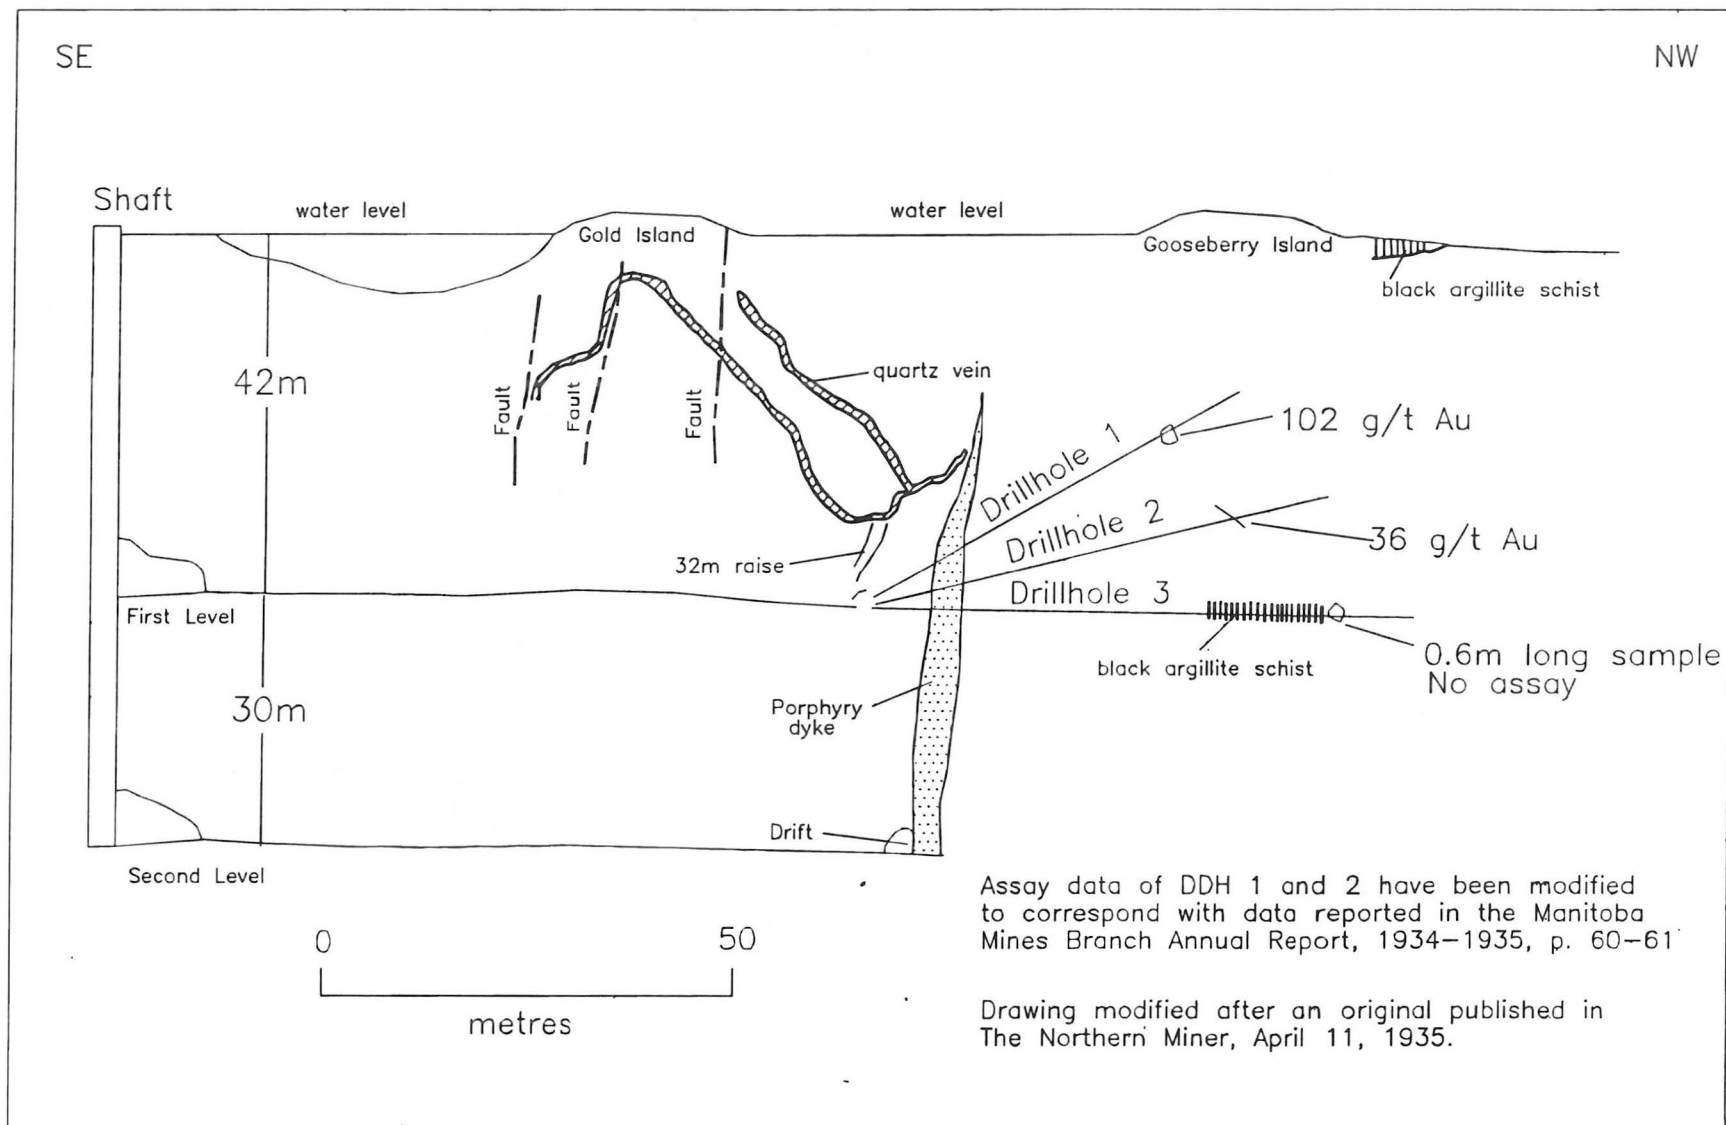 SE
NW
Shaft
water level
water level
Gold Island
Gooseberry Island
black argillite schist
42m
quartz vein
Fault
Fault
Fault
Drillhole 1
102 g/t Au
Drillhole 2
36 g/t Au
32m raise
Drillhole 3
First Level
black argillite schist
0.6m long sample
No assay
30m
Porphyry
dyke
Drift
Second Level
Assay data of DDH 1 and 2 have been modified
to correspond with data reported in the Manitoba
Mines Branch Annual Report, 1934-1935, p. 60-61
0
50
metres
Drawing modified after an original published in
The Northern Miner, April 11, 1935.